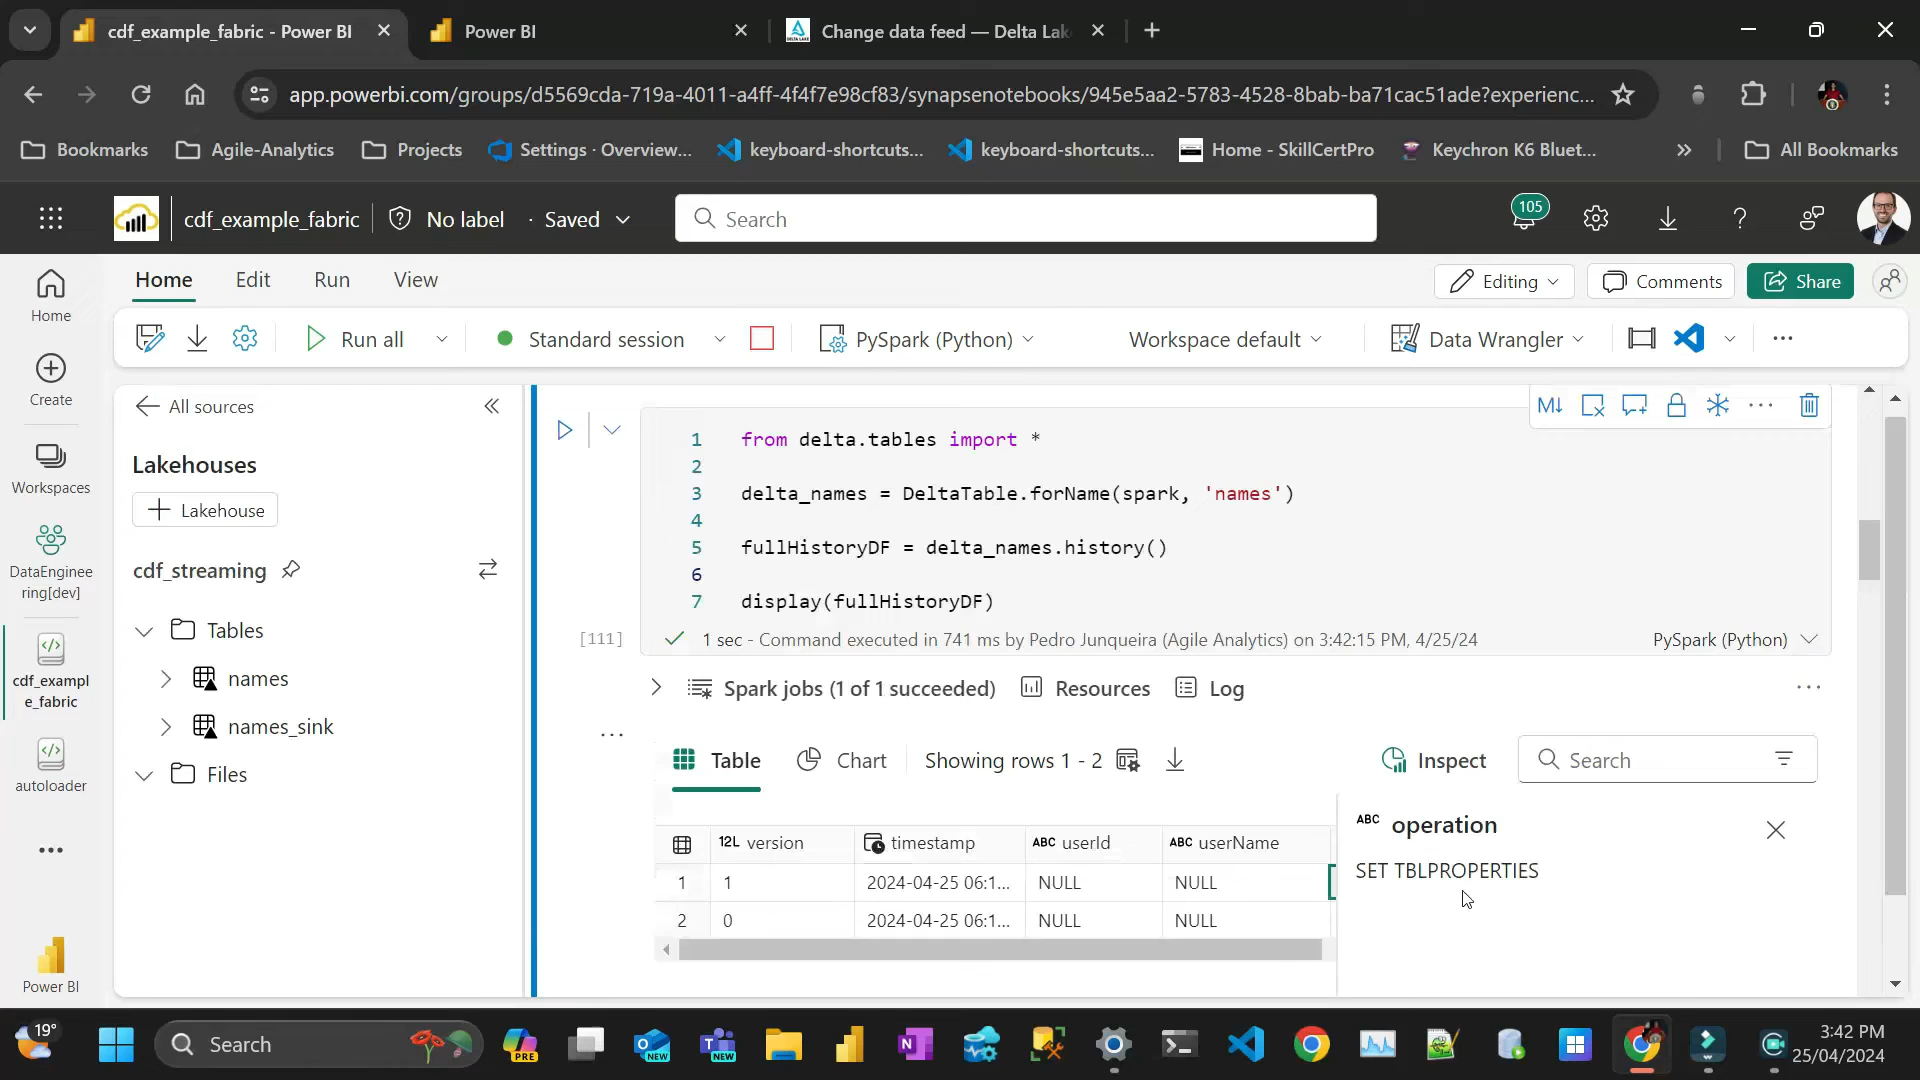 cdf_example_fabric - Power BI
Power BI
Change data feed — Delta Lak
app.powerbi.com/groups/d5569cda-719a-4011-a4ff-4f4f7e98cf83/synapsenotebooks/945e5aa2-5783-4528-8bab-ba71cac51ade?experienc...
Bookmarks
Agile-Analytics
Projects
Settings · Overview...
keyboard-shortcuts...
keyboard-shortcuts...
Home - SkillCertPro
Keychron K6 Bluet...
All Bookmarks
cdf_example_fabric
No label · Saved
Search
105
Home
Edit
Run
View
Editing
Comments
Share
Run all
Standard session
PySpark (Python)
Workspace default
Data Wrangler
Home
Create
Workspaces
DataEnginee
ring[dev]
cdf_exampl
e_fabric
autoloader
Power BI
All sources
Lakehouses
Lakehouse
cdf_streaming
Tables
names
names_sink
Files
1 from delta.tables import *
2
3 delta_names = DeltaTable.forName(spark, 'names')
4
5 fullHistoryDF = delta_names.history()
6
7 display(fullHistoryDF)
[111]
1 sec - Command executed in 741 ms by Pedro Junqueira (Agile Analytics) on 3:42:15 PM, 4/25/24
PySpark (Python)
Spark jobs (1 of 1 succeeded)
Resources
Log
Table
Chart
Showing rows 1 - 2
Inspect
Search
12L version
timestamp
ABC userId
ABC userName
1 1 2024-04-25 06:1... NULL NULL
2 0 2024-04-25 06:1... NULL NULL
ABC operation
SET TBLPROPERTIES
19°
Search
PRE
NEW
NEW
3:42 PM
25/04/2024